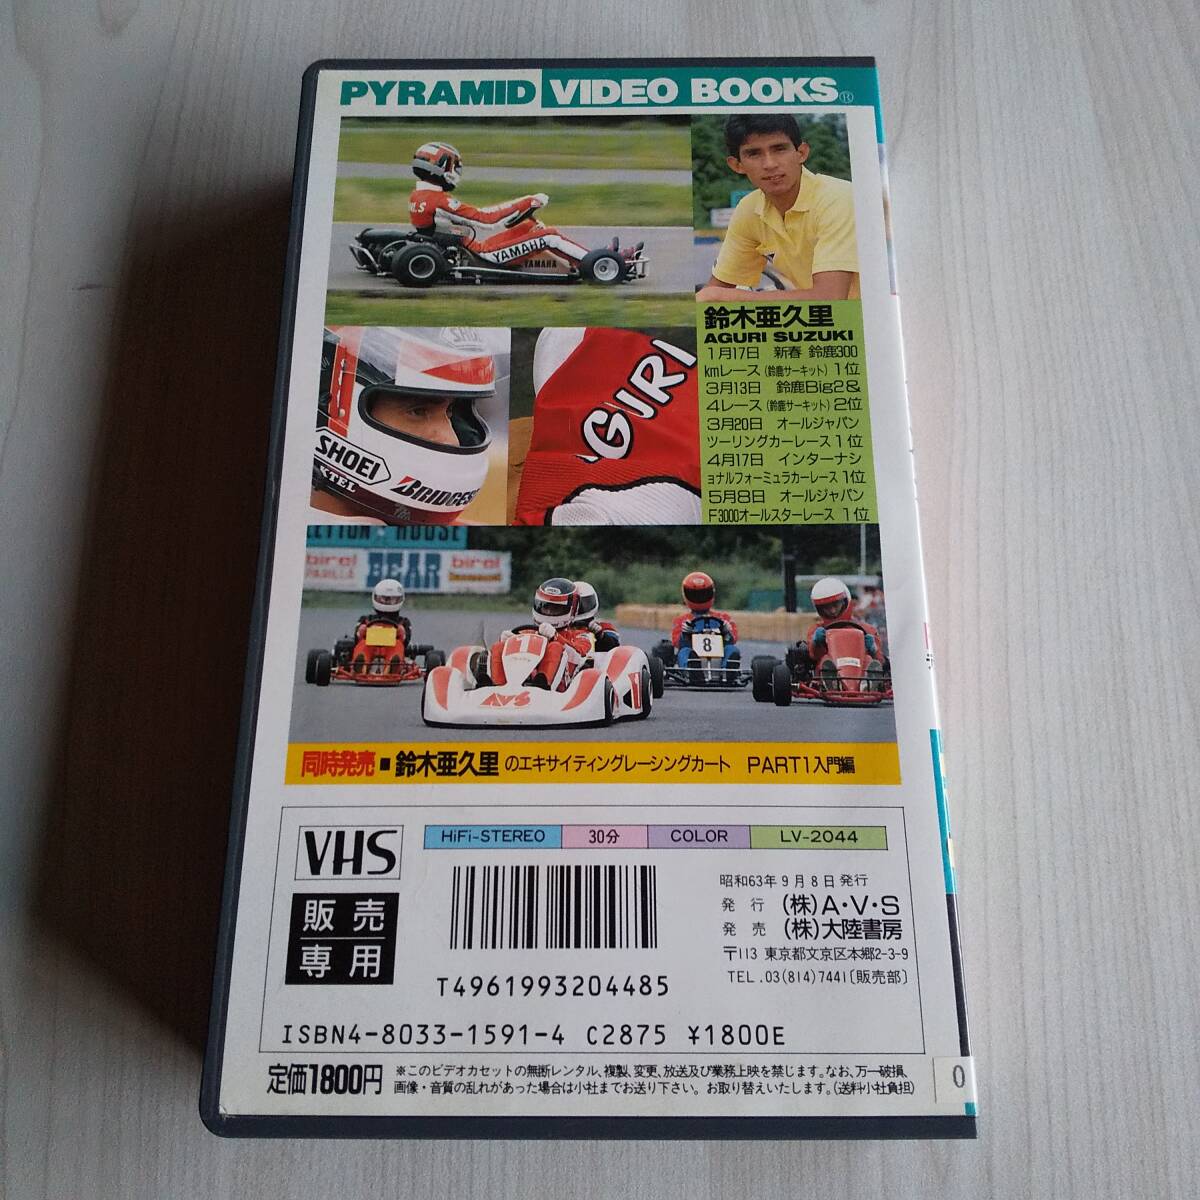 PYRAMID VIDEO BOOKS®
YAMAHA
YAMAHA
鈴木亜久里
AGURI SUZUKI
1月17日 新春 鈴鹿300
kmレース(鈴鹿サーキット) 1位
3月13日 鈴鹿Big2&
4レース(鈴鹿サーキット) 2位
3月20日 オールジャパン
ツーリングカーレース1位
4月17日 インターナシ
ョナルフォーミュラカーレース 1位
5月8日 オールジャパン
F3000オールスターレース 1位
SHOEI
GURI
SHOEI
XTEL
BRIDGES
LEYTON HOUSE
birel
PARILLA
BEAR
birel
1
8
AVS
同時発売■鈴木亜久里のエキサイティングレーシングカート PART1入門編
VHS
HiFi-STEREO 30分 COLOR LV-2044
販売
専用
昭和63年9月8日発行
発行 (株)A・V・S
発売 (株)大陸書房
〒113 東京都文京区本郷2-3-9
TEL.03(814)7441〔販売部〕
T4961993204485
ISBN4-8033-1591-4 C2875 ¥1800E
定価1800円
※このビデオカセットの無断レンタル、複製、変更、放送及び業務上映を禁じます。なお、万一破損、
画像・音質の乱れがあった場合は小社までお送り下さい。お取り替えいたします。(送料小社負担)
0